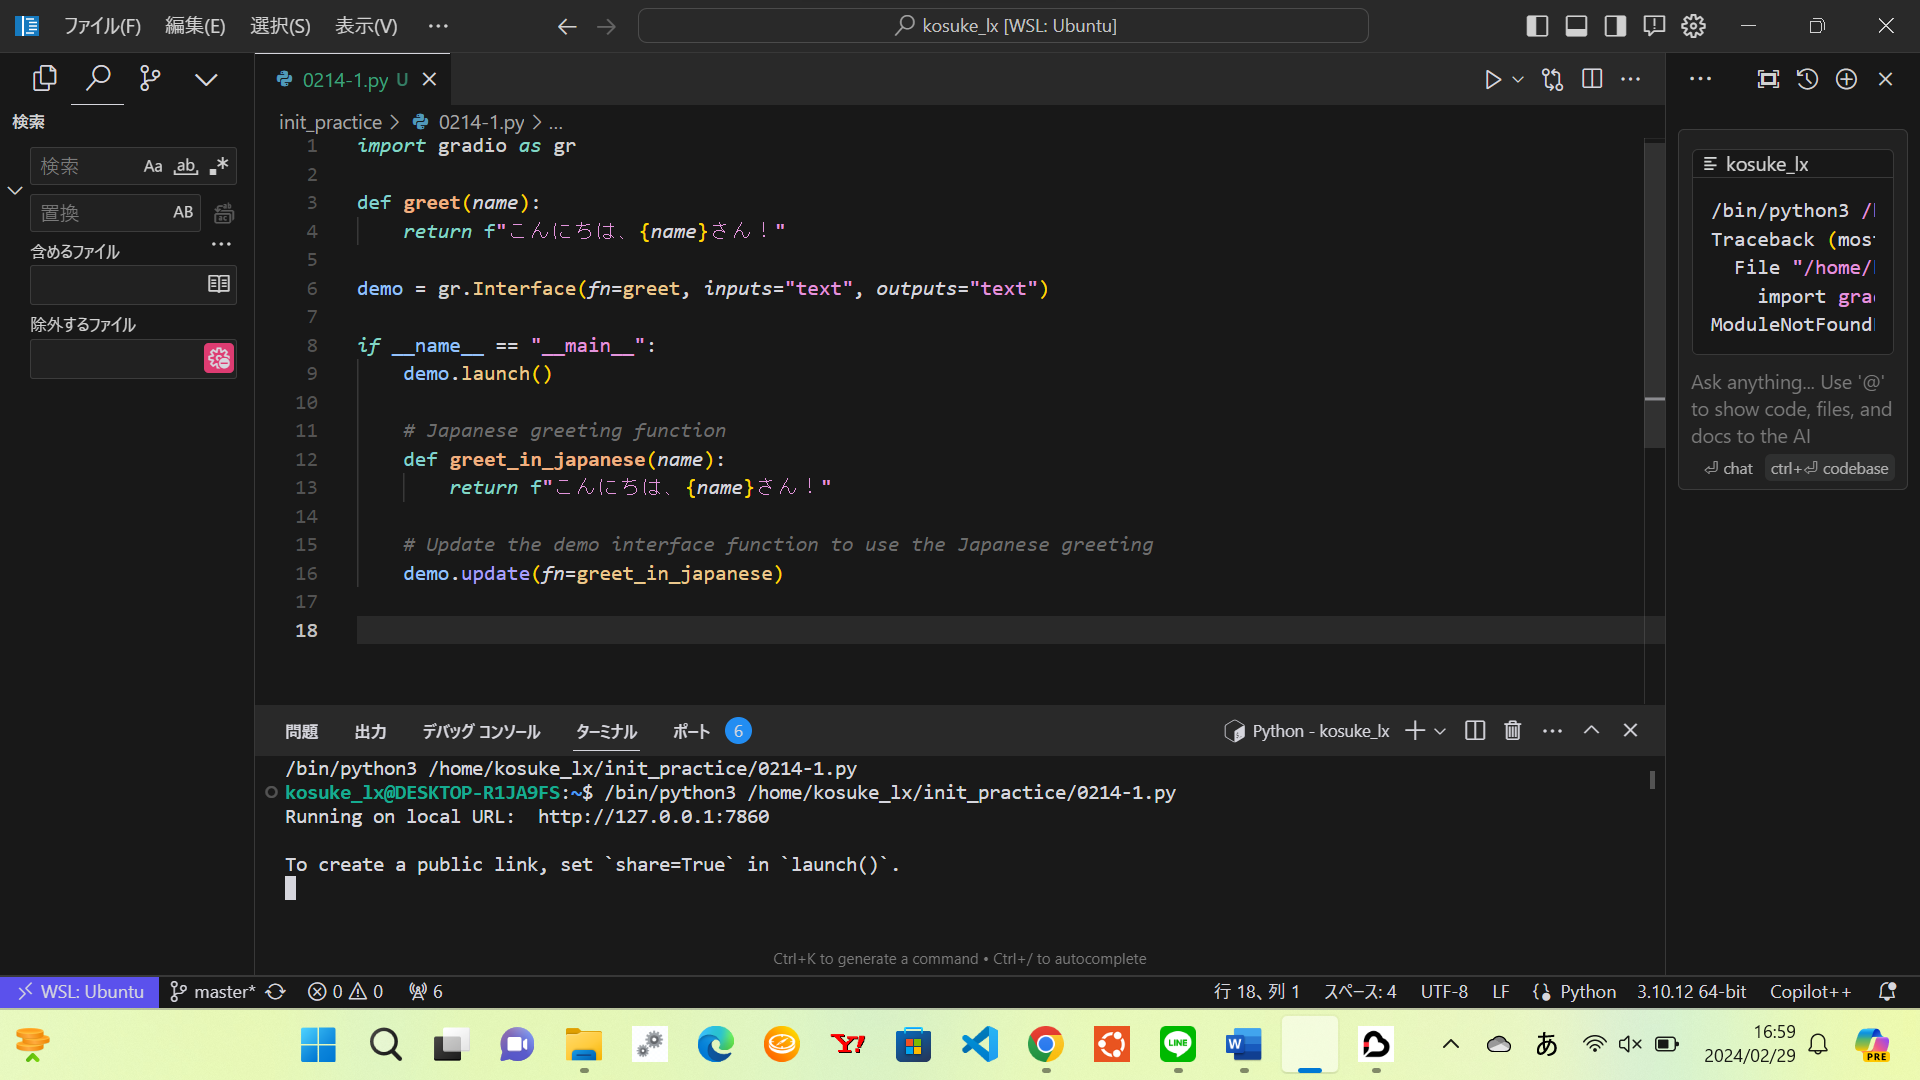 ファイル(F) 編集(E) 選択(S) 表示(V) ··· kosuke_lx [WSL: Ubuntu]
0214-1.py U
検索
init_practice > 0214-1.py > ...
検索 Aa ab
置換 AB
含めるファイル
除外するファイル
1 import gradio as gr
2
3 def greet(name):
4 return f"こんにちは、{name}さん！"
5
6 demo = gr.Interface(fn=greet, inputs="text", outputs="text")
7
8 if __name__ == "__main__":
9 demo.launch()
10
11 # Japanese greeting function
12 def greet_in_japanese(name):
13 return f"こんにちは、{name}さん！"
14
15 # Update the demo interface function to use the Japanese greeting
16 demo.update(fn=greet_in_japanese)
17
18
kosuke_lx
/bin/python3 /
Traceback (mos
File "/home/
import gra
ModuleNotFound
Ask anything... Use '@'
to show code, files, and
docs to the AI
⏎ chat ctrl+⏎ codebase
問題 出力 デバッグ コンソール ターミナル ポート 6 Python - kosuke_lx
/bin/python3 /home/kosuke_lx/init_practice/0214-1.py
kosuke_lx@DESKTOP-R1JA9FS:~$ /bin/python3 /home/kosuke_lx/init_practice/0214-1.py
Running on local URL:  http://127.0.0.1:7860
To create a public link, set `share=True` in `launch()`.
Ctrl+K to generate a command • Ctrl+/ to autocomplete
WSL: Ubuntu master* 0 0 6 行 18、列 1 スペース: 4 UTF-8 LF Python 3.10.12 64-bit Copilot++
Y! LINE W あ 16:59 PRE
2024/02/29